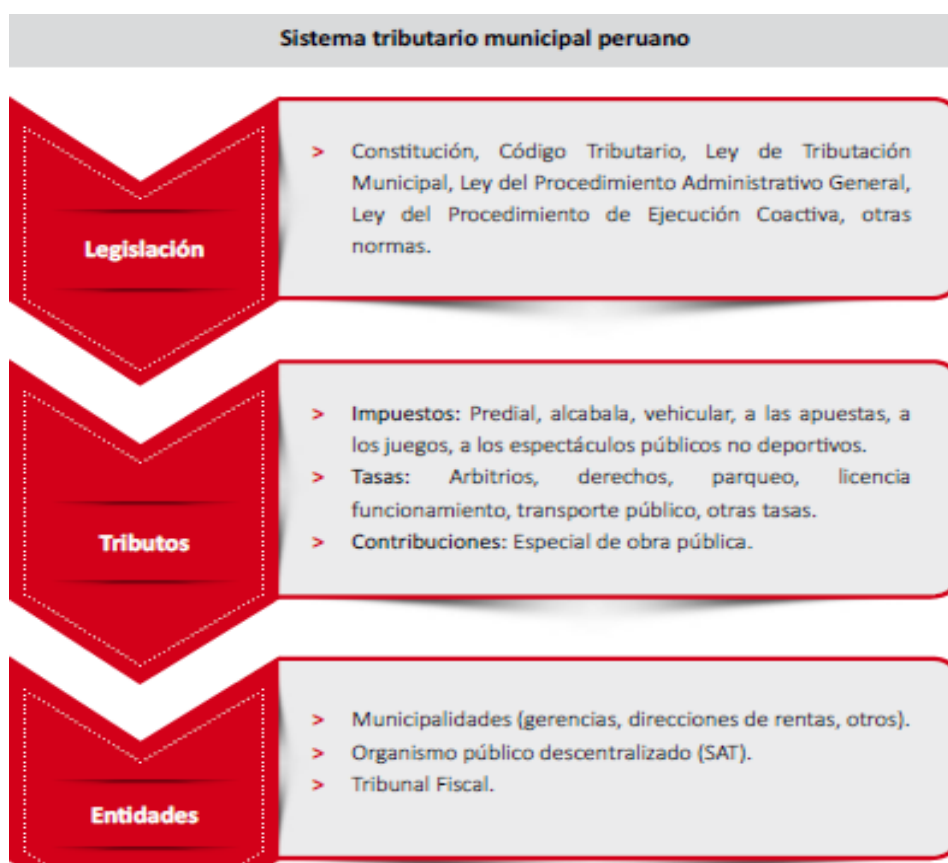 Sistema tributario municipal peruano
Legislación
> Constitución, Código Tributario, Ley de Tributación
Municipal, Ley del Procedimiento Administrativo General,
Ley del Procedimiento de Ejecución Coactiva, otras
normas.
Tributos
> Impuestos: Predial, alcabala, vehicular, a las apuestas, a
los juegos, a los espectáculos públicos no deportivos.
> Tasas: Arbitrios, derechos, parqueo, licencia
funcionamiento, transporte público, otras tasas.
> Contribuciones: Especial de obra pública.
Entidades
> Municipalidades (gerencias, direcciones de rentas, otros).
> Organismo público descentralizado (SAT).
> Tribunal Fiscal.